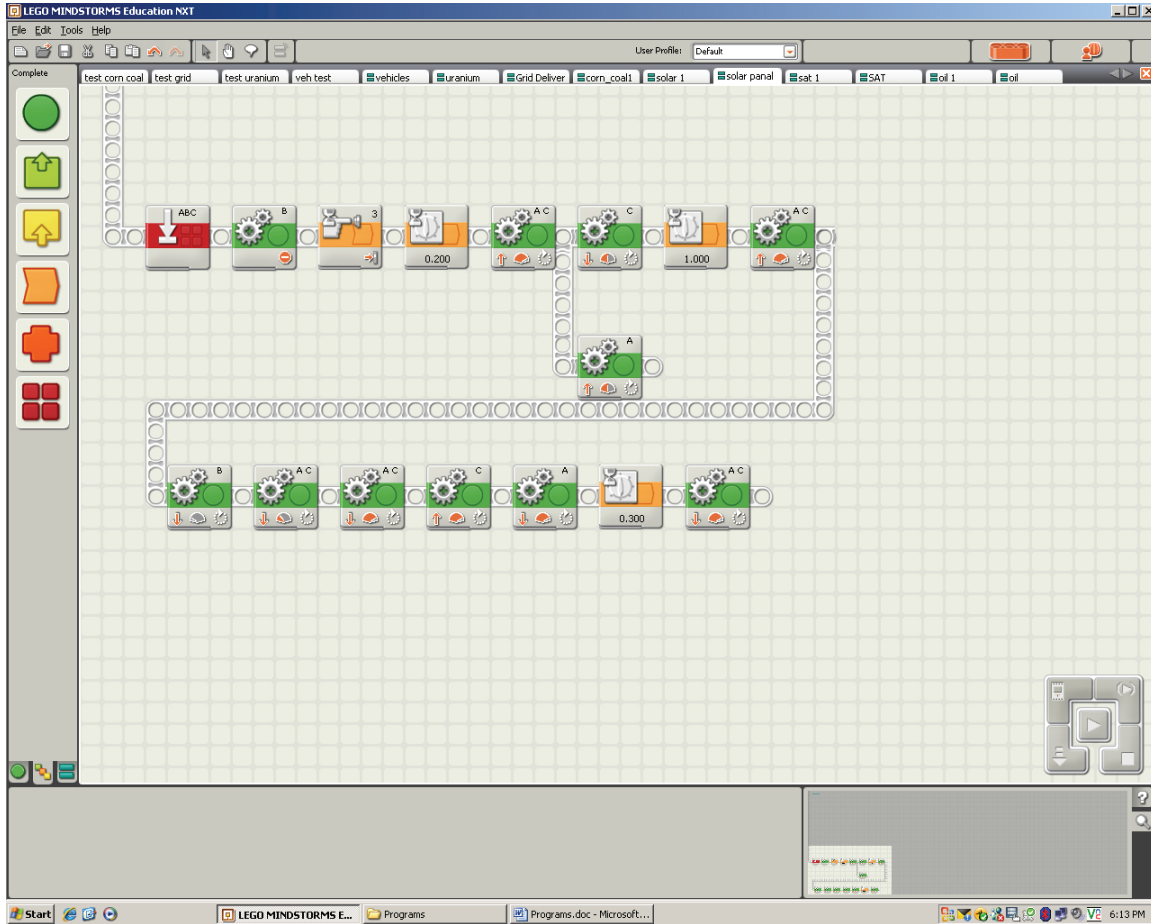 LEGO MINDSTORMS Education NXT
File Edit Tools Help
User Profile: Default
Complete
test corn coal test grid test uranium veh test vehicles uranium Grid Deliver corn_coal1 solar 1 solar panal sat 1 SAT oil 1 oil
ABC B 3 A C C A C
0.200 1.000
A
B A C A C C A A C
0.300
?
Start LEGO MINDSTORMS E... Programs Programs.doc - Microsoft... 6:13 PM